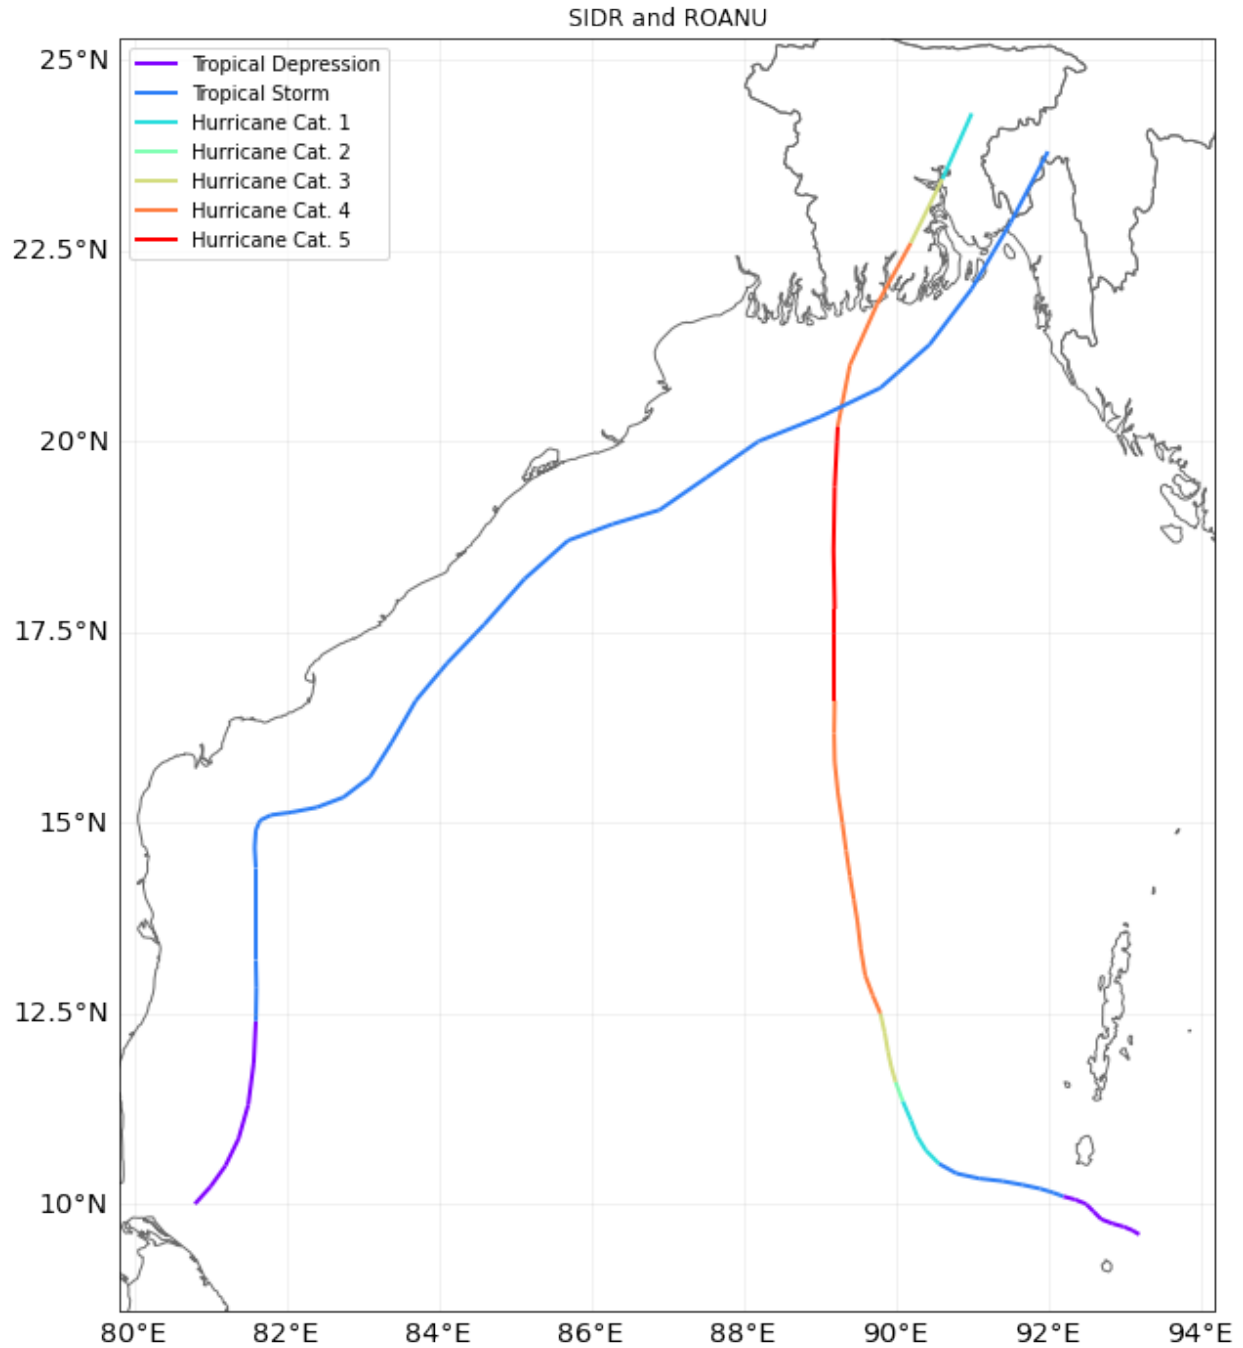 SIDR and ROANU
Tropical Depression
Tropical Storm
Hurricane Cat. 1
Hurricane Cat. 2
Hurricane Cat. 3
Hurricane Cat. 4
Hurricane Cat. 5
25°N
22.5°N
20°N
17.5°N
15°N
12.5°N
10°N
80°E 82°E 84°E 86°E 88°E 90°E 92°E 94°E